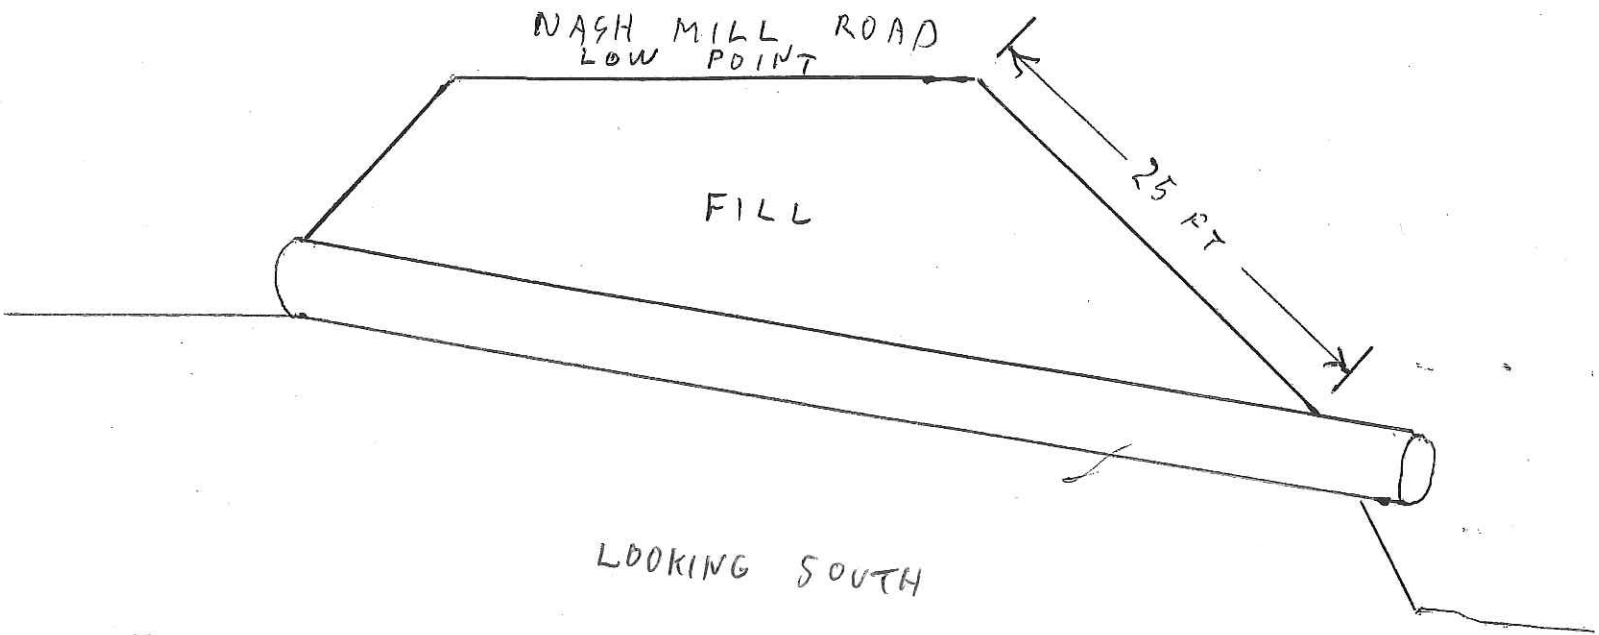 NASH MILL ROAD
LOW POINT
25 FT
FILL
LOOKING SOUTH